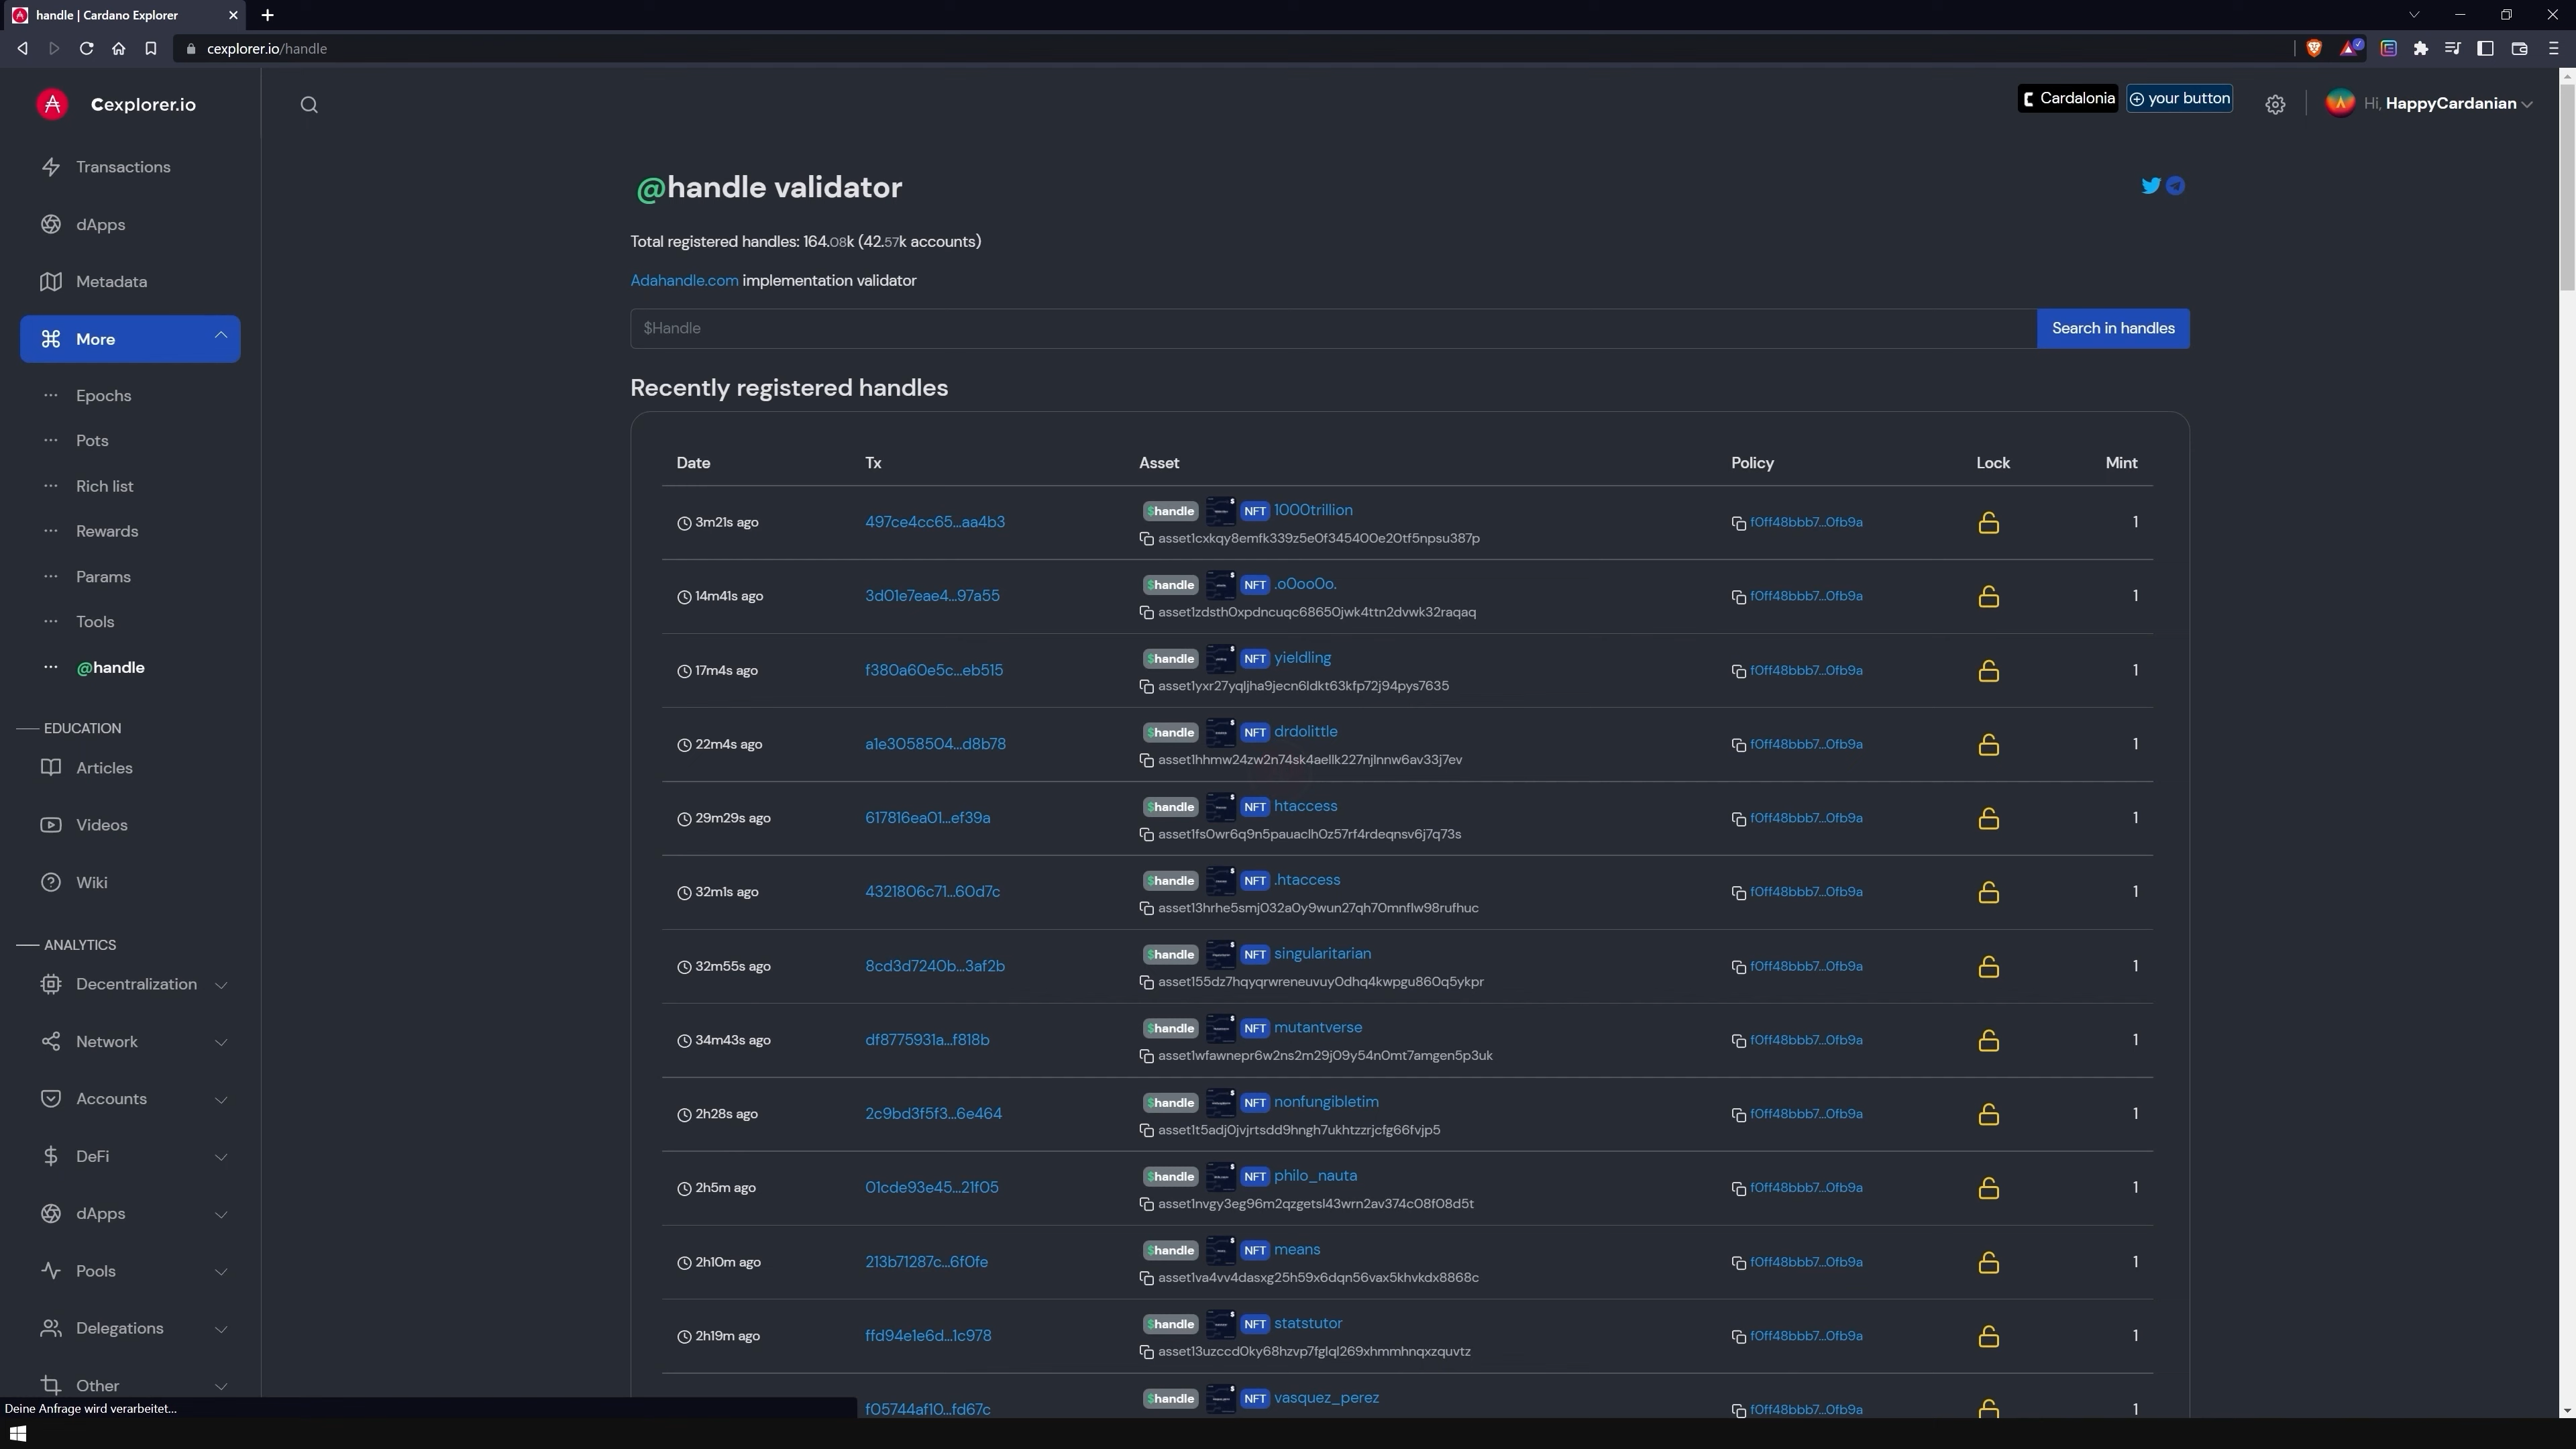 handle | Cardano Explorer
cexplorer.io/handle
Cexplorer.io
Cardalonia
your button
Hi, HappyCardanian
Transactions
dApps
Metadata
More
Epochs
Pots
Rich list
Rewards
Params
Tools
@handle
EDUCATION
Articles
Videos
Wiki
ANALYTICS
Decentralization
Network
Accounts
DeFi
dApps
Pools
Delegations
Other
Deine Anfrage wird verarbeitet...
@handle validator
Total registered handles: 164.08k (42.57k accounts)
Adahandle.com implementation validator
$Handle
Search in handles
Recently registered handles
Date Tx Asset Policy Lock Mint
$handle NFT 1000trillion
3m21s ago 497ce4cc65...aa4b3 f0ff48bbb7...0fb9a 1
asset1cxkqy8emfk339z5e0f345400e20tf5npsu387p
$handle NFT .o0oo0o.
14m41s ago 3d01e7eae4...97a55 f0ff48bbb7...0fb9a 1
asset1zdsth0xpdncuqc68650jwk4ttn2dvwk32raqaq
$handle NFT yieldling
17m4s ago f380a60e5c...eb515 f0ff48bbb7...0fb9a 1
asset1yxr27yqljha9jecn6ldkt63kfp72j94pys7635
$handle NFT drdolittle
22m4s ago a1e3058504...d8b78 f0ff48bbb7...0fb9a 1
asset1hhmw24zw2n74sk4aellk227njlnnw6av33j7ev
$handle NFT htaccess
29m29s ago 617816ea01...ef39a f0ff48bbb7...0fb9a 1
asset1fs0wr6q9n5pauaclh0z57rf4rdeqnsv6j7q73s
$handle NFT .htaccess
32m1s ago 4321806c71...60d7c f0ff48bbb7...0fb9a 1
asset13hrhe5smj032a0y9wun27qh70mnflw98rufhuc
$handle NFT singularitarian
32m55s ago 8cd3d7240b...3af2b f0ff48bbb7...0fb9a 1
asset155dz7hqyqrwreneuvuy0dhq4kwpgu860q5ykpr
$handle NFT mutantverse
34m43s ago df8775931a...f818b f0ff48bbb7...0fb9a 1
asset1wfawnepr6w2ns2m29j09y54n0mt7amgen5p3uk
$handle NFT nonfungibletim
2h28s ago 2c9bd3f5f3...6e464 f0ff48bbb7...0fb9a 1
asset1t5adj0jvjrtsdd9hngh7ukhtzzrjcfg66fvjp5
$handle NFT philo_nauta
2h5m ago 01cde93e45...21f05 f0ff48bbb7...0fb9a 1
asset1nvgy3eg96m2qzgetsl43wrn2av374c08f08d5t
$handle NFT means
2h10m ago 213b71287c...6f0fe f0ff48bbb7...0fb9a 1
asset1va4vv4dasxg25h59x6dqn56vax5khvkdx8868c
$handle NFT statstutor
2h19m ago ffd94e1e6d...1c978 f0ff48bbb7...0fb9a 1
asset13uzccd0ky68hzvp7fglql269xhmmhnqxzquvtz
$handle NFT vasquez_perez
f05744af10...fd67c f0ff48bbb7...0fb9a 1